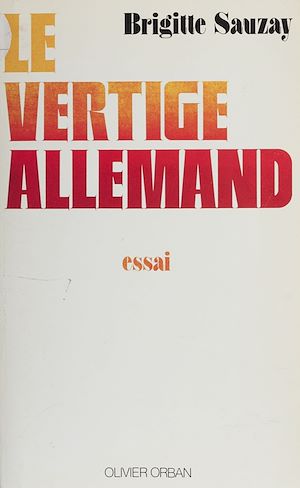 Brigitte Sauzay
LE
VERTIGE
ALLEMAND
essai
OLIVIER ORBAN